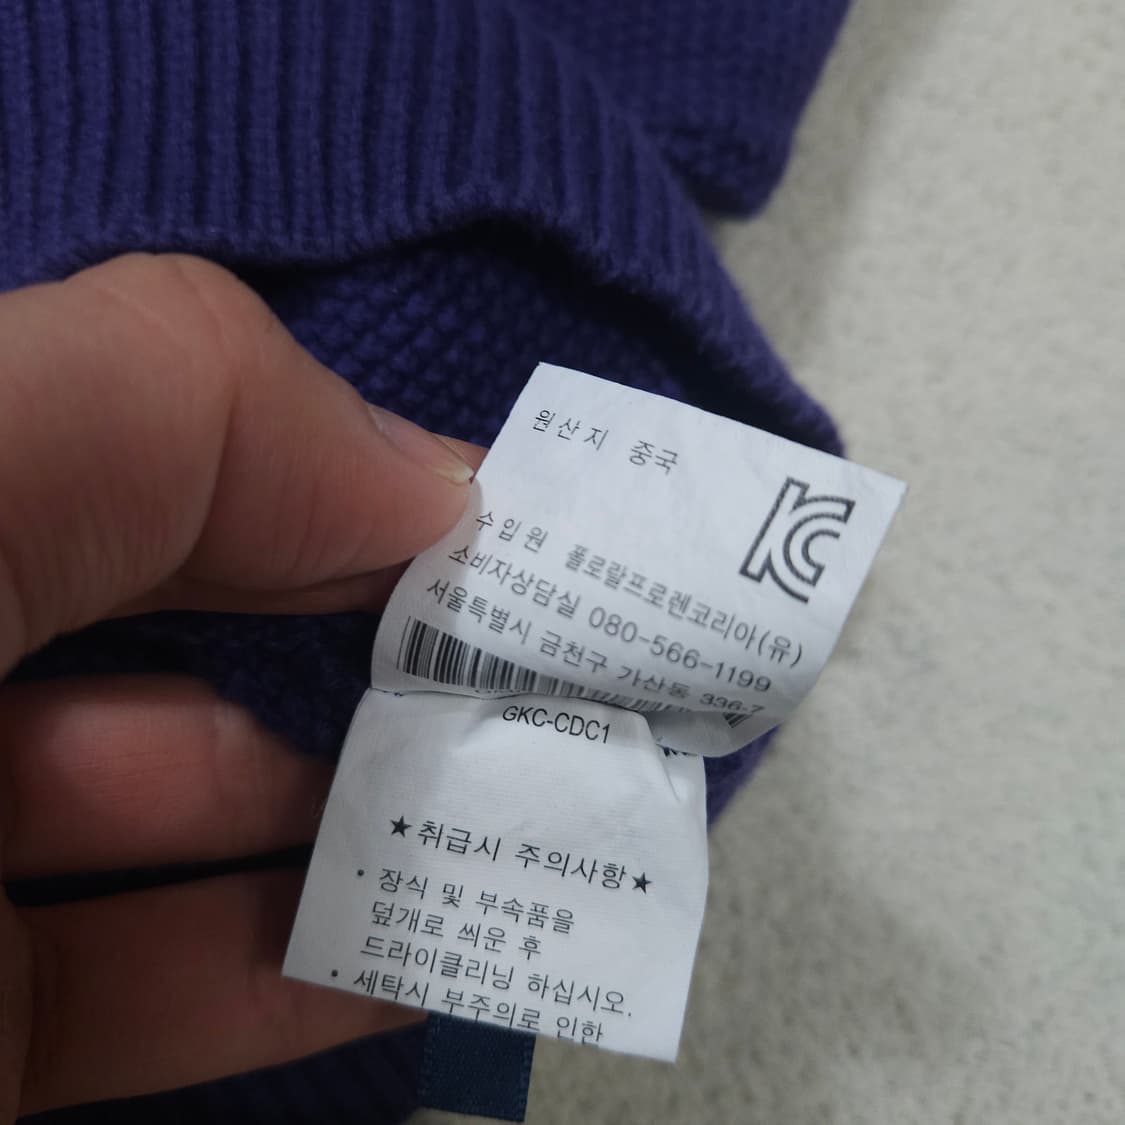 원산지 중국
KC
수입원 폴로랄프로렌코리아(유)
소비자상담실 080-566-1199
서울특별시 금천구 가산동 336-7
GKC-CDC1
★취급시 주의사항★
• 장식 및 부속품을
덮개로 씌운 후
드라이클리닝 하십시오.
• 세탁시 부주의로 인한